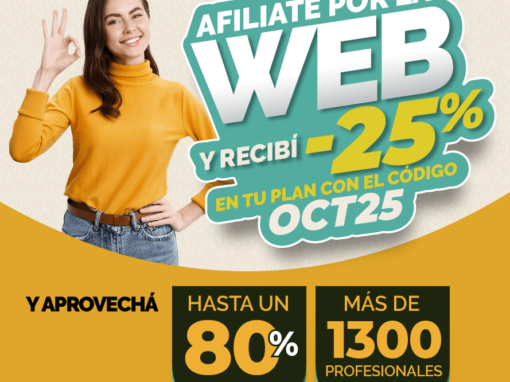 AFILIATE POR LA
WEB
Y RECIBÍ -25%
EN TU PLAN CON EL CÓDIGO
OCT25
Y APROVECHÁ
HASTA UN
80%
MÁS DE
1300
PROFESIONALES